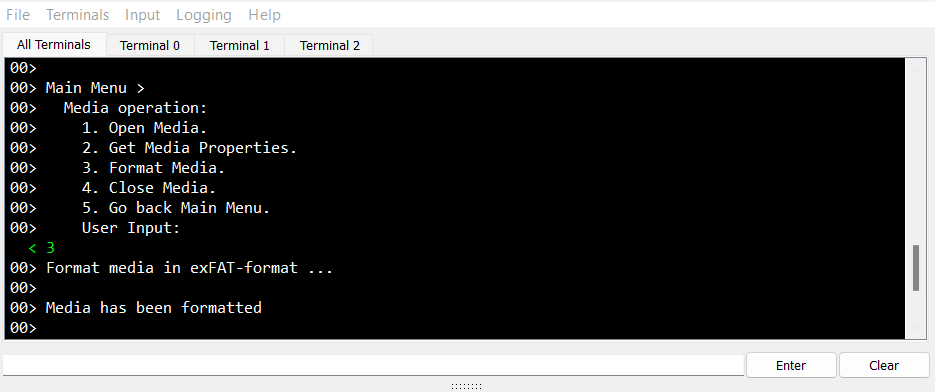 File Terminals Input Logging Help
All Terminals Terminal 0 Terminal 1 Terminal 2
00>
00> Main Menu >
00>   Media operation:
00>     1. Open Media.
00>     2. Get Media Properties.
00>     3. Format Media.
00>     4. Close Media.
00>     5. Go back Main Menu.
00>     User Input:
  < 3
00> Format media in exFAT-format ...
00>
00> Media has been formatted
00>
Enter Clear